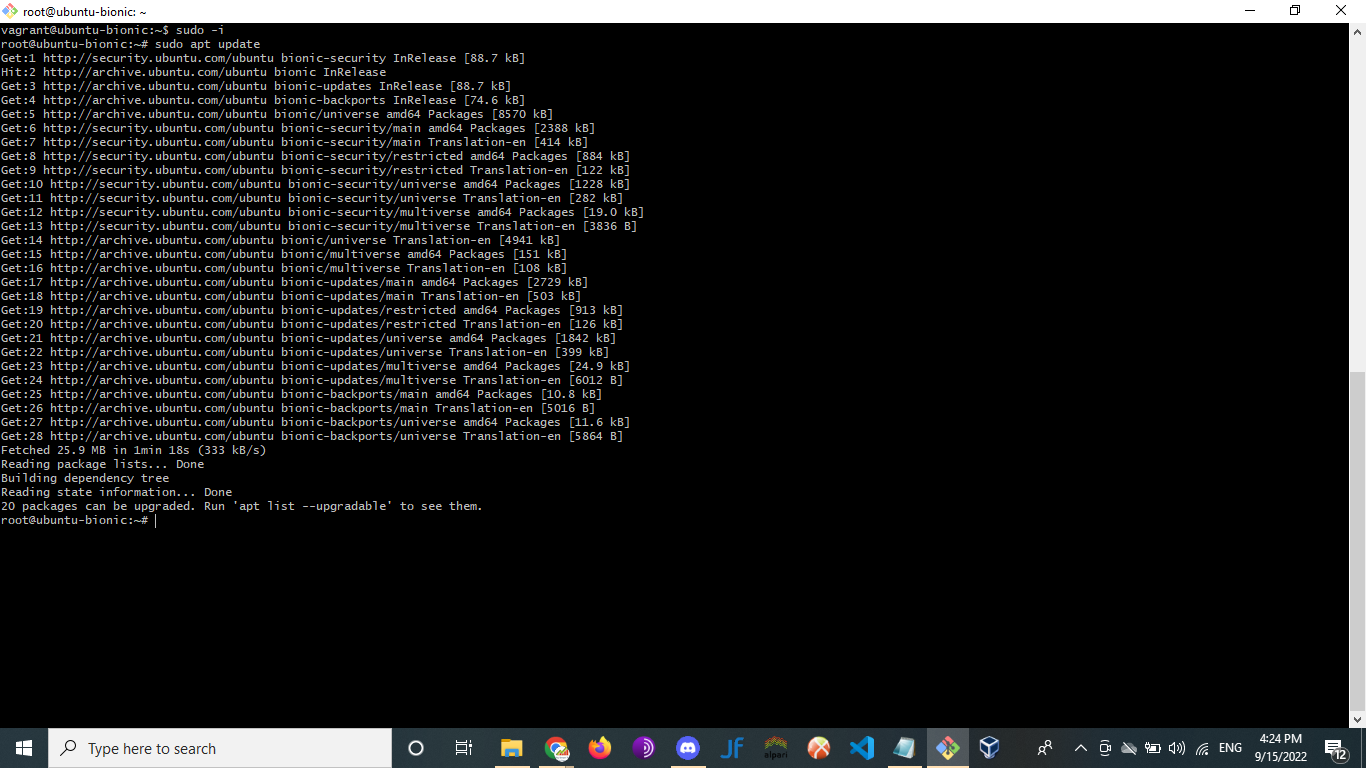 root@ubuntu-bionic: ~
vagrant@ubuntu-bionic:~$ sudo -i
root@ubuntu-bionic:~# sudo apt update
Get:1 http://security.ubuntu.com/ubuntu bionic-security InRelease [88.7 kB]
Hit:2 http://archive.ubuntu.com/ubuntu bionic InRelease
Get:3 http://archive.ubuntu.com/ubuntu bionic-updates InRelease [88.7 kB]
Get:4 http://archive.ubuntu.com/ubuntu bionic-backports InRelease [74.6 kB]
Get:5 http://archive.ubuntu.com/ubuntu bionic/universe amd64 Packages [8570 kB]
Get:6 http://security.ubuntu.com/ubuntu bionic-security/main amd64 Packages [2388 kB]
Get:7 http://security.ubuntu.com/ubuntu bionic-security/main Translation-en [414 kB]
Get:8 http://security.ubuntu.com/ubuntu bionic-security/restricted amd64 Packages [884 kB]
Get:9 http://security.ubuntu.com/ubuntu bionic-security/restricted Translation-en [122 kB]
Get:10 http://security.ubuntu.com/ubuntu bionic-security/universe amd64 Packages [1228 kB]
Get:11 http://security.ubuntu.com/ubuntu bionic-security/universe Translation-en [282 kB]
Get:12 http://security.ubuntu.com/ubuntu bionic-security/multiverse amd64 Packages [19.0 kB]
Get:13 http://security.ubuntu.com/ubuntu bionic-security/multiverse Translation-en [3836 B]
Get:14 http://archive.ubuntu.com/ubuntu bionic/universe Translation-en [4941 kB]
Get:15 http://archive.ubuntu.com/ubuntu bionic/multiverse amd64 Packages [151 kB]
Get:16 http://archive.ubuntu.com/ubuntu bionic/multiverse Translation-en [108 kB]
Get:17 http://archive.ubuntu.com/ubuntu bionic-updates/main amd64 Packages [2729 kB]
Get:18 http://archive.ubuntu.com/ubuntu bionic-updates/main Translation-en [503 kB]
Get:19 http://archive.ubuntu.com/ubuntu bionic-updates/restricted amd64 Packages [913 kB]
Get:20 http://archive.ubuntu.com/ubuntu bionic-updates/restricted Translation-en [126 kB]
Get:21 http://archive.ubuntu.com/ubuntu bionic-updates/universe amd64 Packages [1842 kB]
Get:22 http://archive.ubuntu.com/ubuntu bionic-updates/universe Translation-en [399 kB]
Get:23 http://archive.ubuntu.com/ubuntu bionic-updates/multiverse amd64 Packages [24.9 kB]
Get:24 http://archive.ubuntu.com/ubuntu bionic-updates/multiverse Translation-en [6012 B]
Get:25 http://archive.ubuntu.com/ubuntu bionic-backports/main amd64 Packages [10.8 kB]
Get:26 http://archive.ubuntu.com/ubuntu bionic-backports/main Translation-en [5016 B]
Get:27 http://archive.ubuntu.com/ubuntu bionic-backports/universe amd64 Packages [11.6 kB]
Get:28 http://archive.ubuntu.com/ubuntu bionic-backports/universe Translation-en [5864 B]
Fetched 25.9 MB in 1min 18s (333 kB/s)
Reading package lists... Done
Building dependency tree
Reading state information... Done
20 packages can be upgraded. Run 'apt list --upgradable' to see them.
root@ubuntu-bionic:~#
Type here to search
JF
alpari
ENG
4:24 PM
9/15/2022
12